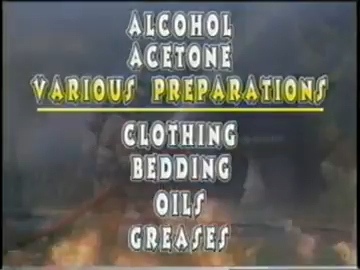 ALCOHOL
ACETONE
VARIOUS PREPARATIONS
CLOTHING
BEDDING
OILS
GREASES